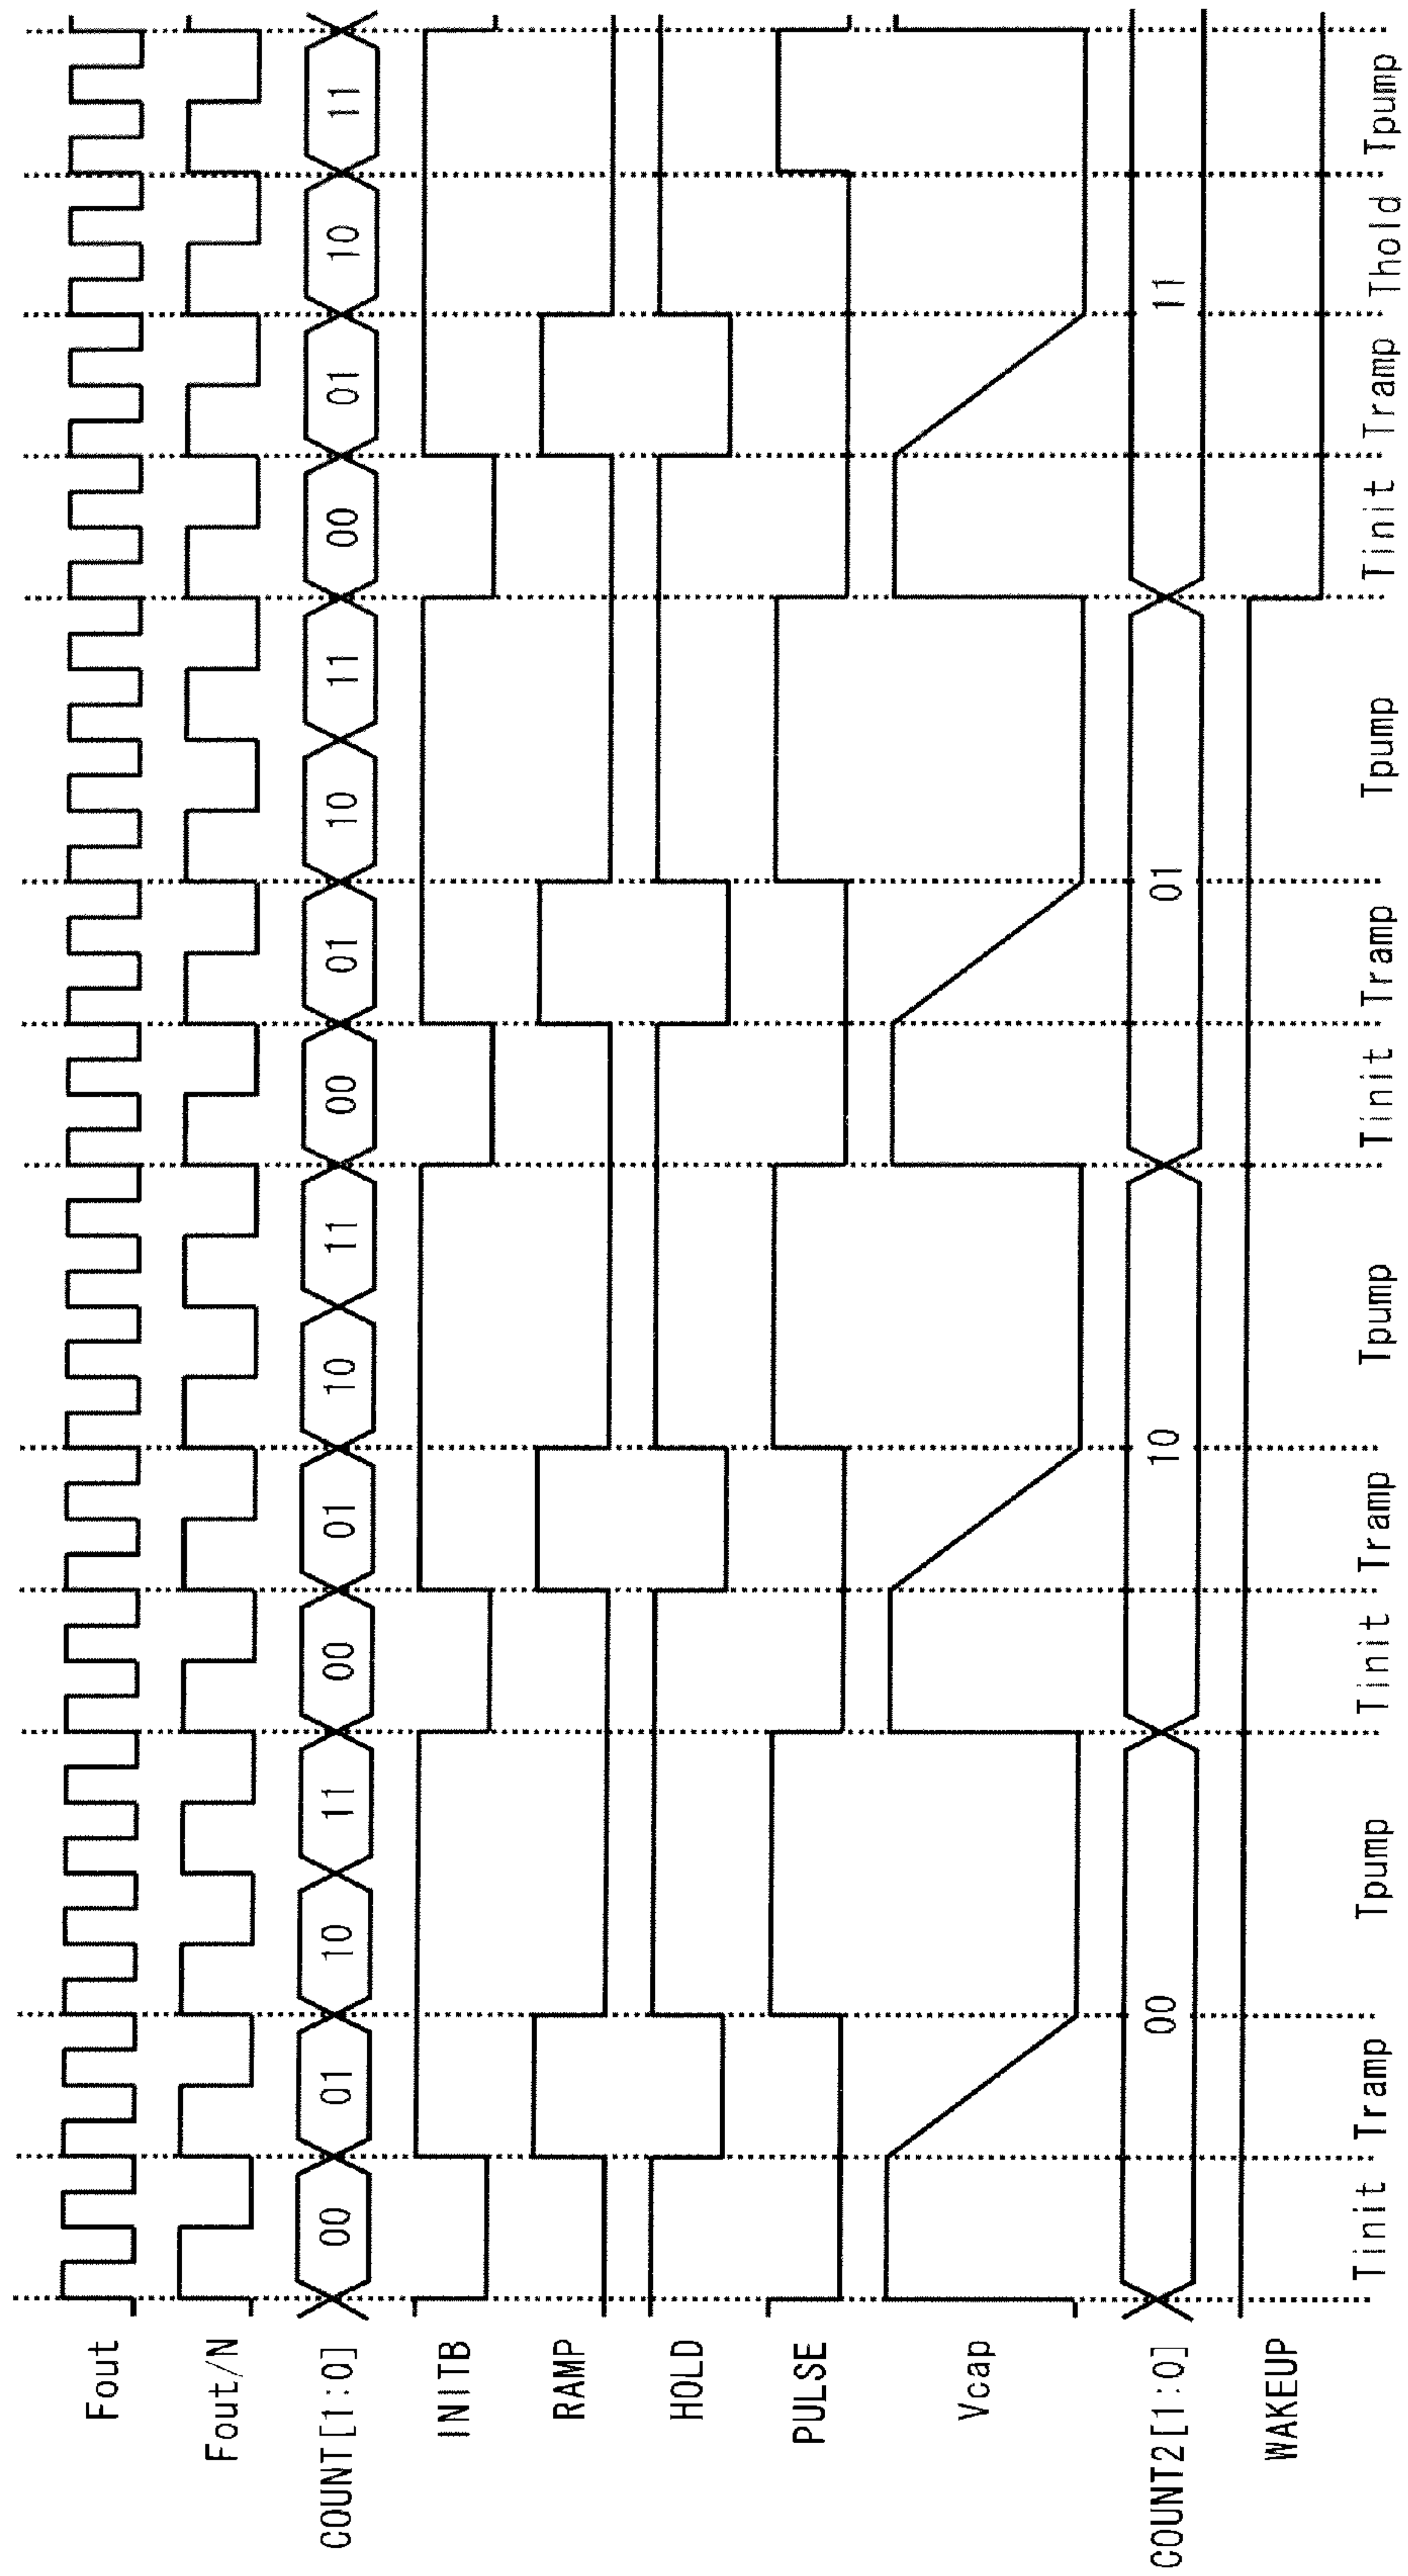 Fout
Fout/N
COUNT[1:0] 00 01 10 11 00 01 10 11 00 01 10 11 00 01 10 11
INITB
RAMP
HOLD
PULSE
Vcap
COUNT2[1:0] 00 10 01 11
WAKEUP
Tinit Tramp Tpump Tinit Tramp Tpump Tinit Tramp Tpump Tinit Tramp Thold Tpump